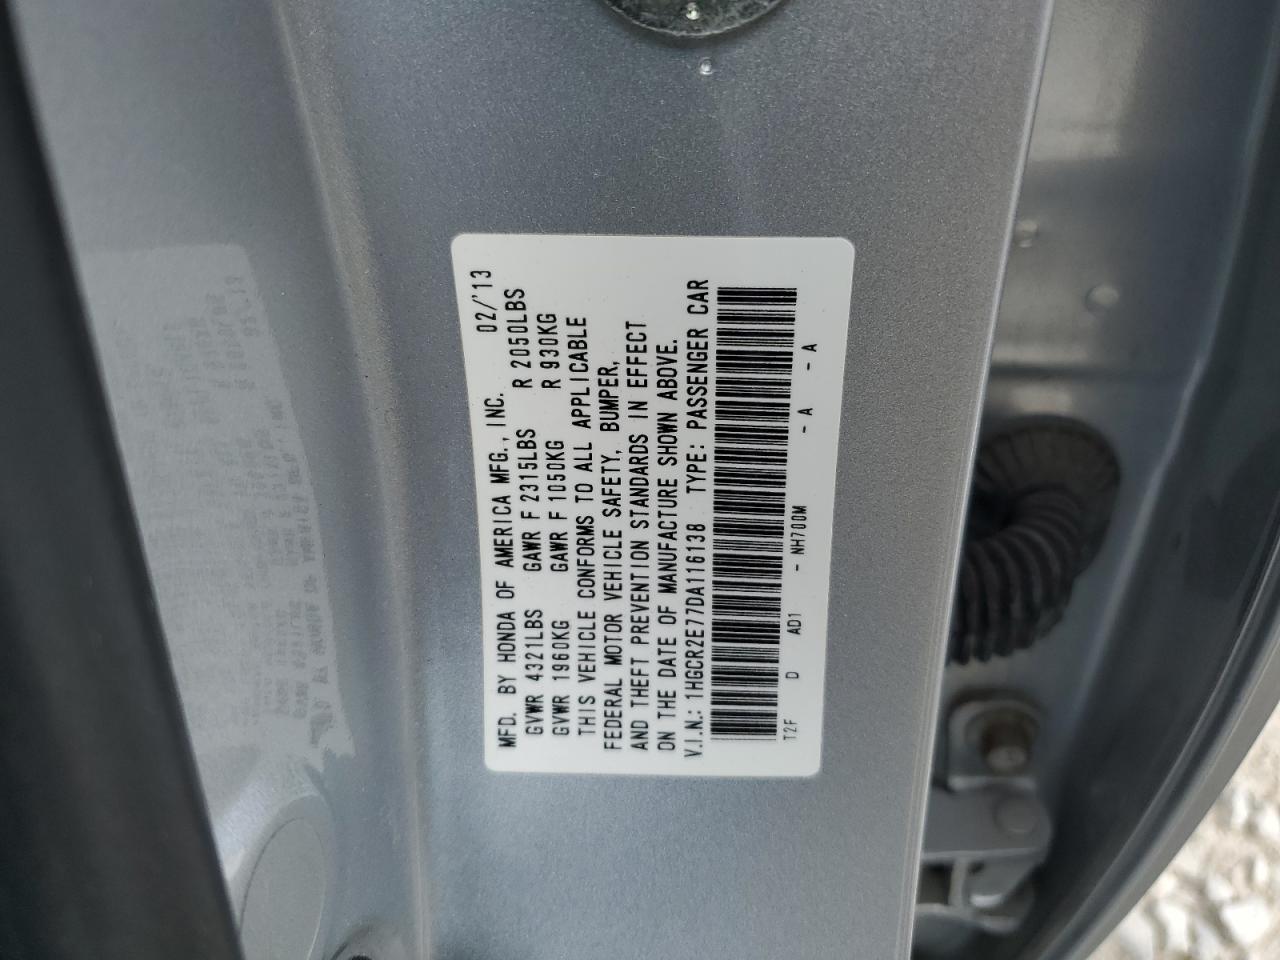 MFD. BY HONDA OF AMERICA MFG., INC. 02/'13
GVWR 4321LBS GAWR F 2315LBS R 2050LBS
GVWR 1960KG GAWR F 1050KG R 930KG
THIS VEHICLE CONFORMS TO ALL APPLICABLE
FEDERAL MOTOR VEHICLE SAFETY, BUMPER,
AND THEFT PREVENTION STANDARDS IN EFFECT
ON THE DATE OF MANUFACTURE SHOWN ABOVE.
V.I.N.: 1HGCR2E77DA116138 TYPE: PASSENGER CAR
T2F D AD1 - NH700M - A - A